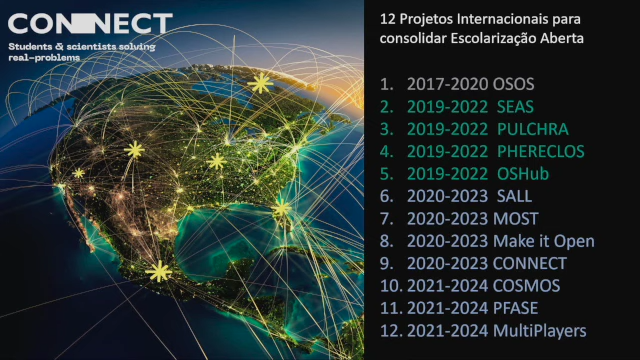 CONNECT
Students & scientists solving
real-problems
12 Projetos Internacionais para
consolidar Escolarização Aberta
1. 2017-2020 OSOS
2. 2019-2022 SEAS
3. 2019-2022 PULCHRA
4. 2019-2022 PHERECLOS
5. 2019-2022 OSHub
6. 2020-2023 SALL
7. 2020-2023 MOST
8. 2020-2023 Make it Open
9. 2020-2023 CONNECT
10. 2021-2024 COSMOS
11. 2021-2024 PFASE
12. 2021-2024 MultiPlayers